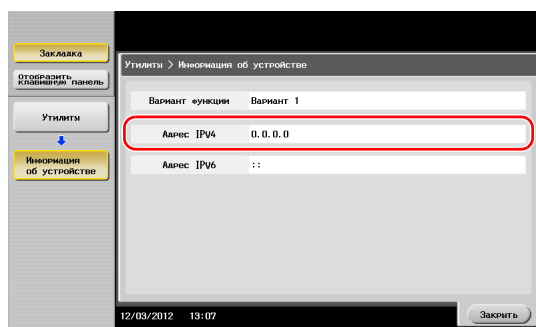 Закладка
Отобразить
клавишную панель
Утилиты
Информация
об устройстве
Утилиты > Информация об устройстве
Вариант функции Вариант 1
Адрес IPV4 0.0.0.0
Адрес IPV6 ::
12/03/2012 13:07
Закрыть